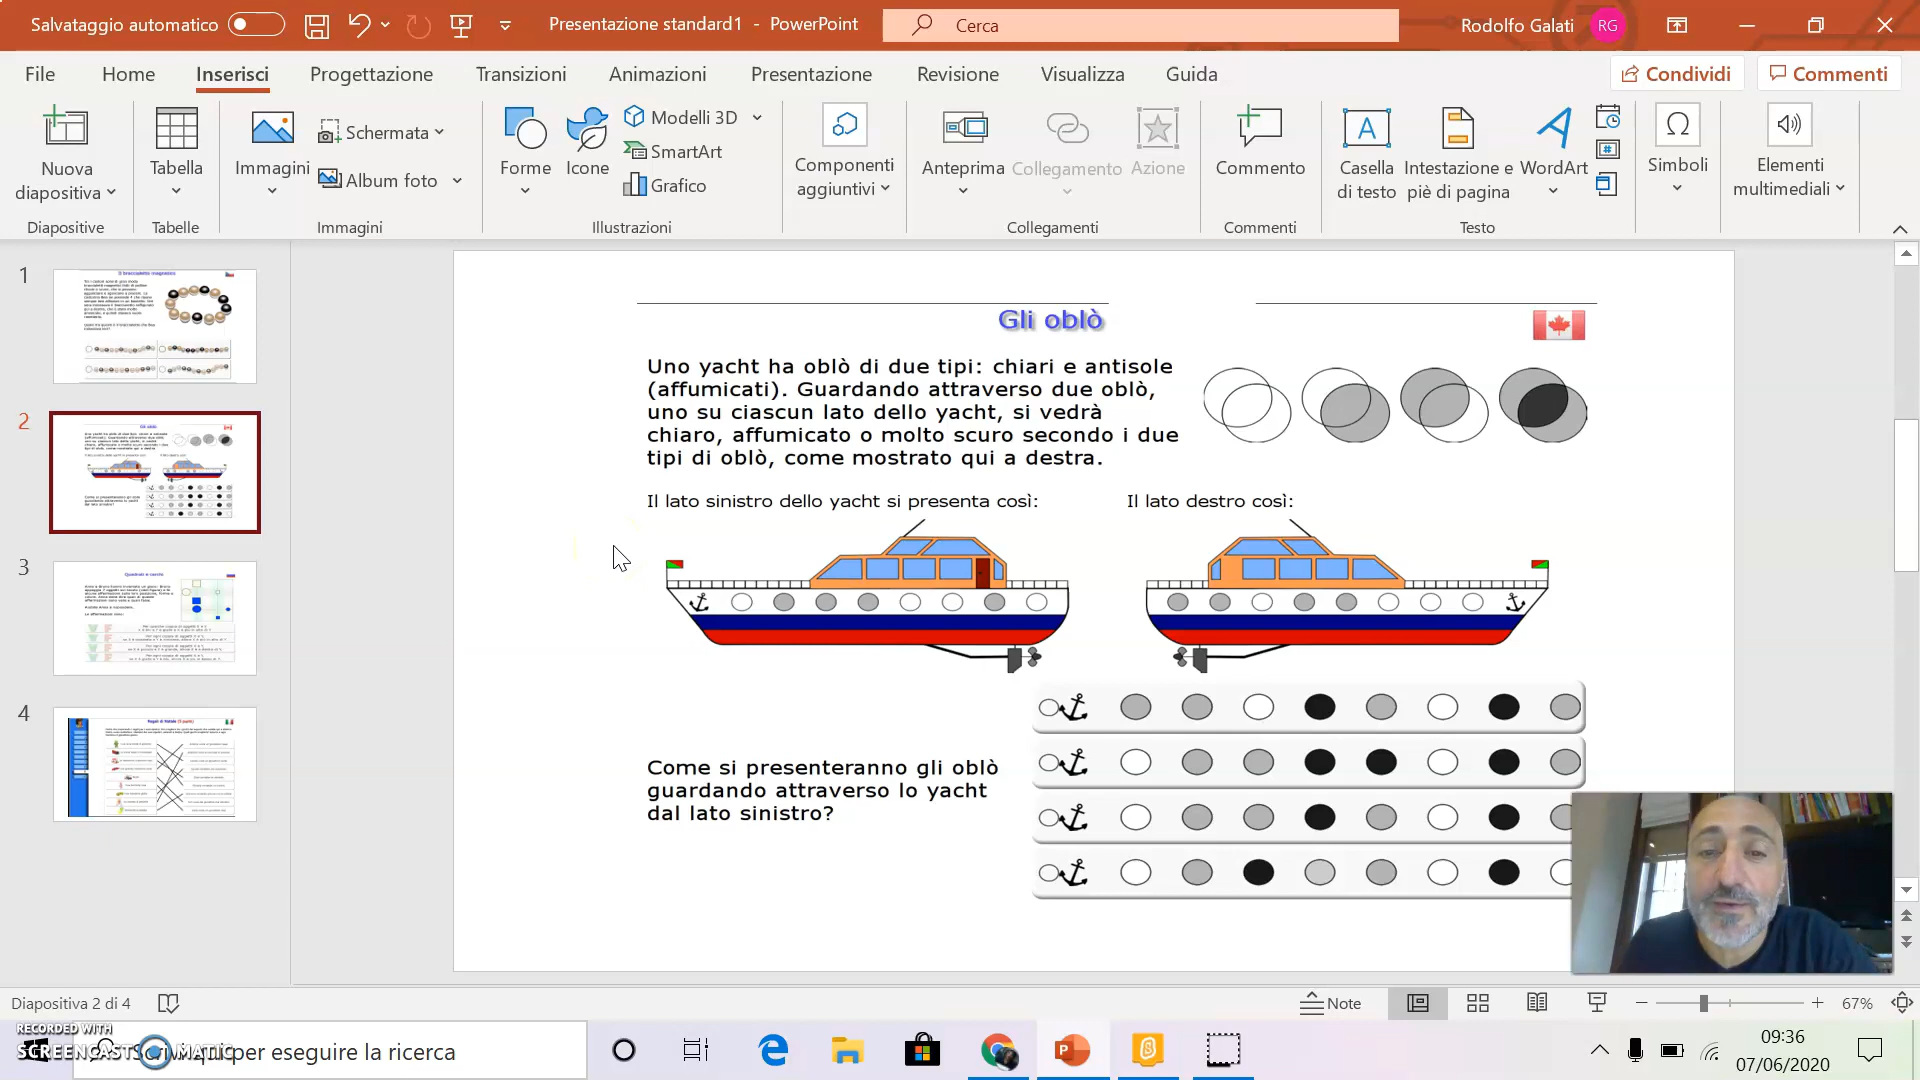 Salvataggio automatico
Presentazione standard1 - PowerPoint
Cerca
Rodolfo Galati
RG
File Home Inserisci Progettazione Transizioni Animazioni Presentazione Revisione Visualizza Guida
Condividi Commenti
Nuova
diapositiva
Tabella
Immagini
Schermata
Album foto
Forme
Icone
Modelli 3D
SmartArt
Grafico
Componenti
aggiuntivi
Anteprima
Collegamento
Azione
Commento
Casella
di testo
Intestazione e
piè di pagina
WordArt
Simboli
Elementi
multimediali
Diapositive Tabelle Immagini Illustrazioni Collegamenti Commenti Testo
1
2
3
4
Gli oblò
Uno yacht ha oblò di due tipi: chiari e antisole
(affumicati). Guardando attraverso due oblò,
uno su ciascun lato dello yacht, si vedrà
chiaro, affumicato o molto scuro secondo i due
tipi di oblò, come mostrato qui a destra.
Il lato sinistro dello yacht si presenta così:
Il lato destro così:
Come si presenteranno gli oblò
guardando attraverso lo yacht
dal lato sinistro?
Diapositiva 2 di 4
Note
67%
RECORDED WITH
SCREENCAST MATIC
Scrivi qui per eseguire la ricerca
09:36
07/06/2020